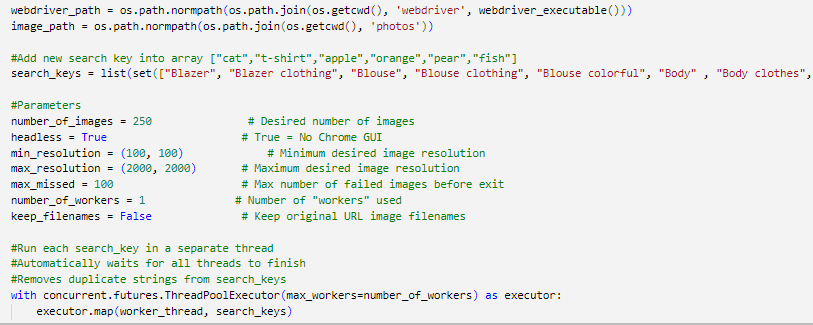 webdriver_path = os.path.normpath(os.path.join(os.getcwd(), 'webdriver', webdriver_executable()))
image_path = os.path.normpath(os.path.join(os.getcwd(), 'photos'))
#Add new search key into array ["cat","t-shirt","apple","orange","pear","fish"]
search_keys = list(set(["Blazer", "Blazer clothing", "Blouse", "Blouse clothing", "Blouse colorful", "Body" , "Body clothes",
#Parameters
number_of_images = 250 # Desired number of images
headless = True # True = No Chrome GUI
min_resolution = (100, 100) # Minimum desired image resolution
max_resolution = (2000, 2000) # Maximum desired image resolution
max_missed = 100 # Max number of failed images before exit
number_of_workers = 1 # Number of "workers" used
keep_filenames = False # Keep original URL image filenames
#Run each search_key in a separate thread
#Automatically waits for all threads to finish
#Removes duplicate strings from search_keys
with concurrent.futures.ThreadPoolExecutor(max_workers=number_of_workers) as executor:
executor.map(worker_thread, search_keys)